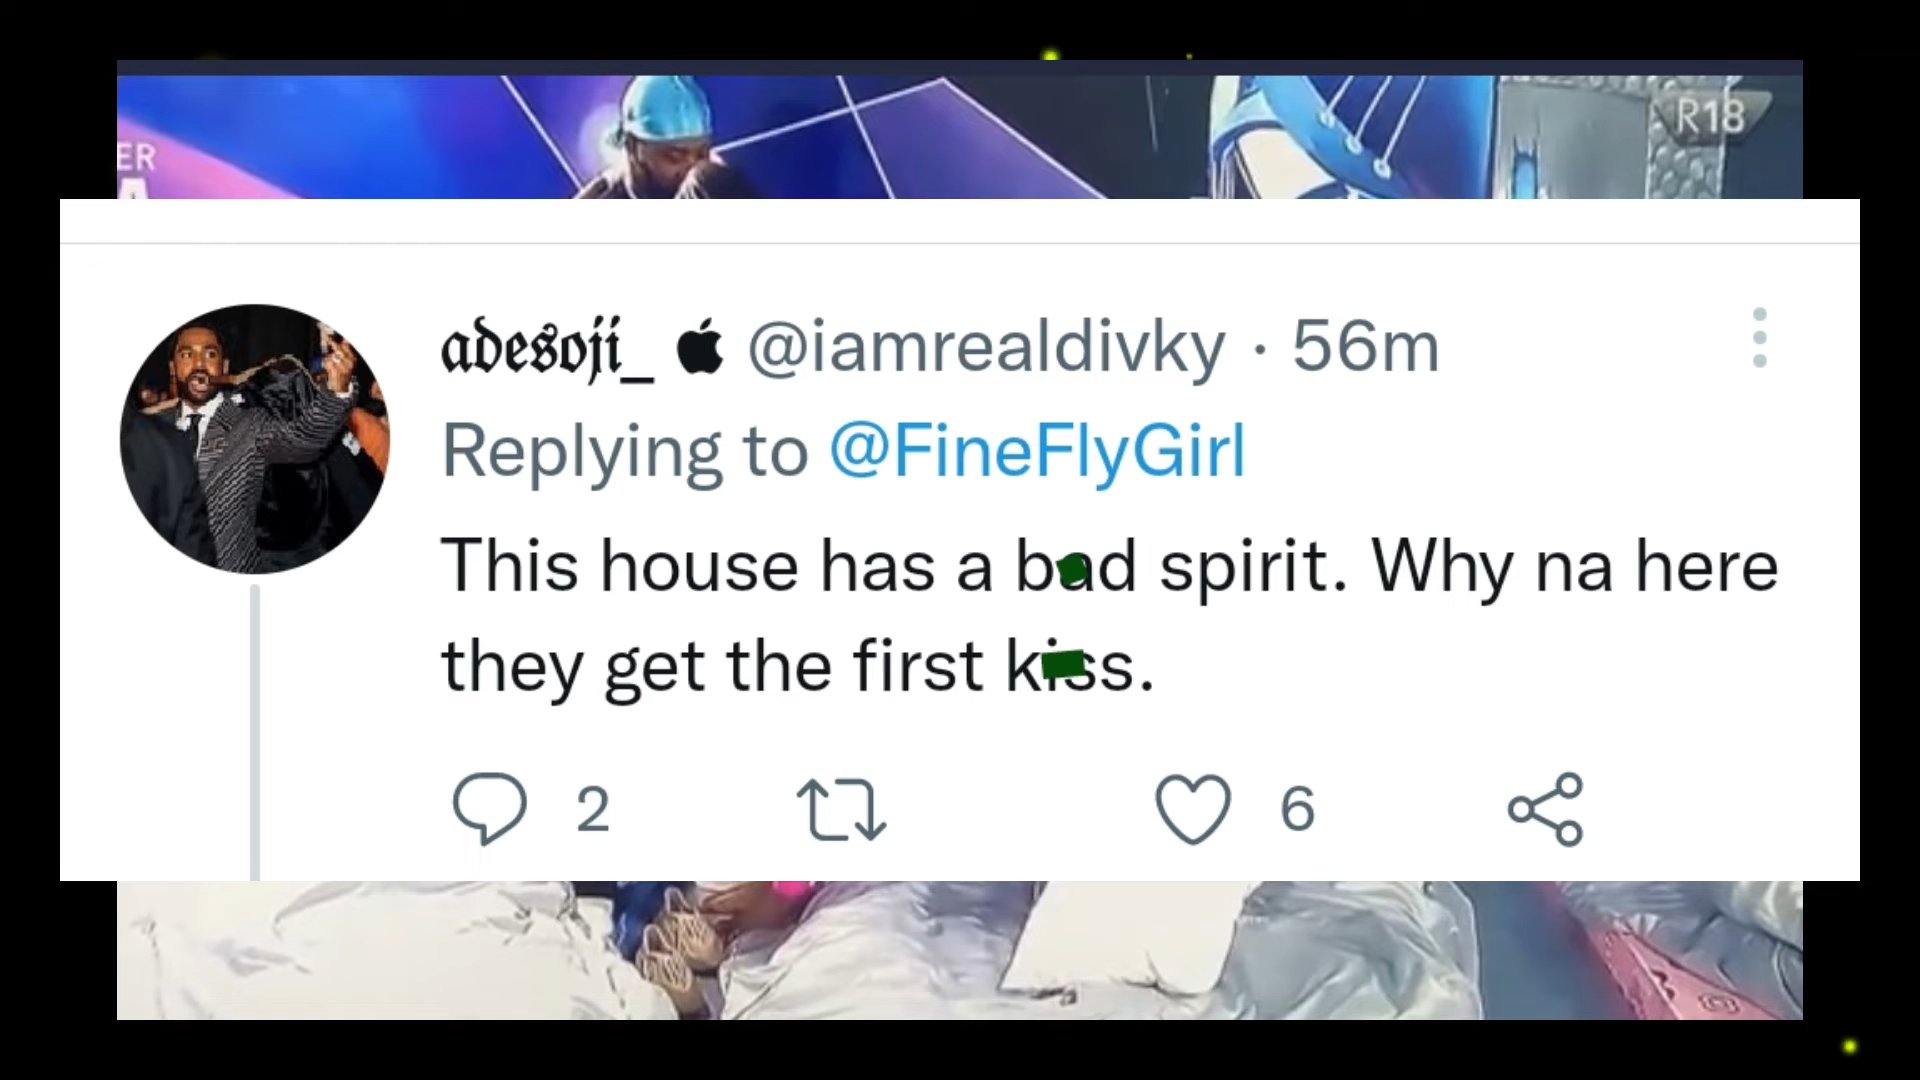 ER
R18
adesoji_  @iamrealdivky · 56m
Replying to @FineFlyGirl
This house has a bad spirit. Why na here
they get the first kiss.
2
6